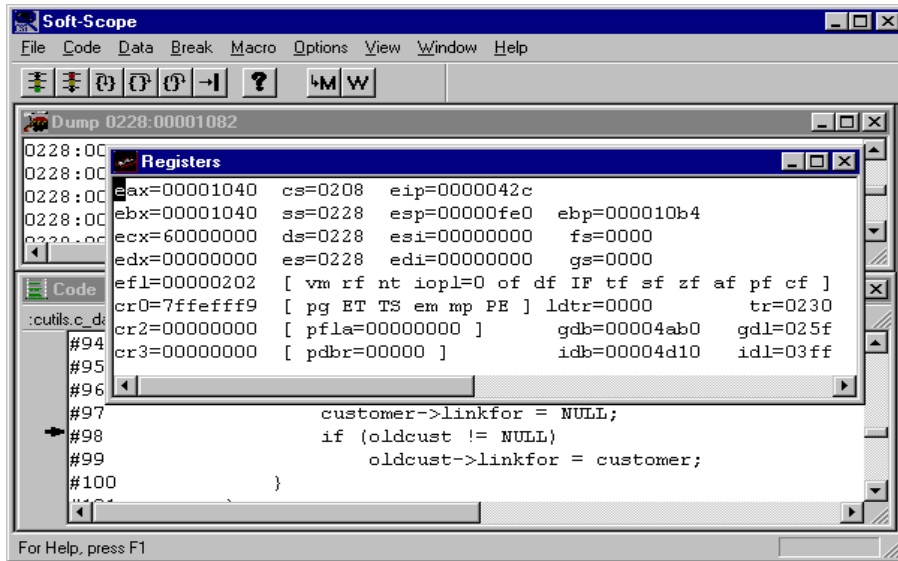 Soft-Scope
File Code Data Break Macro Options View Window Help
? M W
Dump 0228:00001082
0228:00
0228:00
0228:00
0228:00
Registers
eax=00001040 cs=0208 eip=0000042c
ebx=00001040 ss=0228 esp=00000fe0 ebp=000010b4
ecx=60000000 ds=0228 esi=00000000 fs=0000
edx=00000000 es=0228 edi=00000000 gs=0000
efl=00000202 [ vm rf nt iopl=0 of df IF tf sf zf af pf cf ]
cr0=7ffefff9 [ pg ET TS em mp PE ] ldtr=0000 tr=0230
cr2=00000000 [ pfla=00000000 ] gdb=00004ab0 gdl=025f
cr3=00000000 [ pdbr=00000 ] idb=00004d10 idl=03ff
Code
:cutils.c_da
#94
#95
#96
#97 customer->linkfor = NULL;
#98 if (oldcust != NULL)
#99 oldcust->linkfor = customer;
#100 }
For Help, press F1